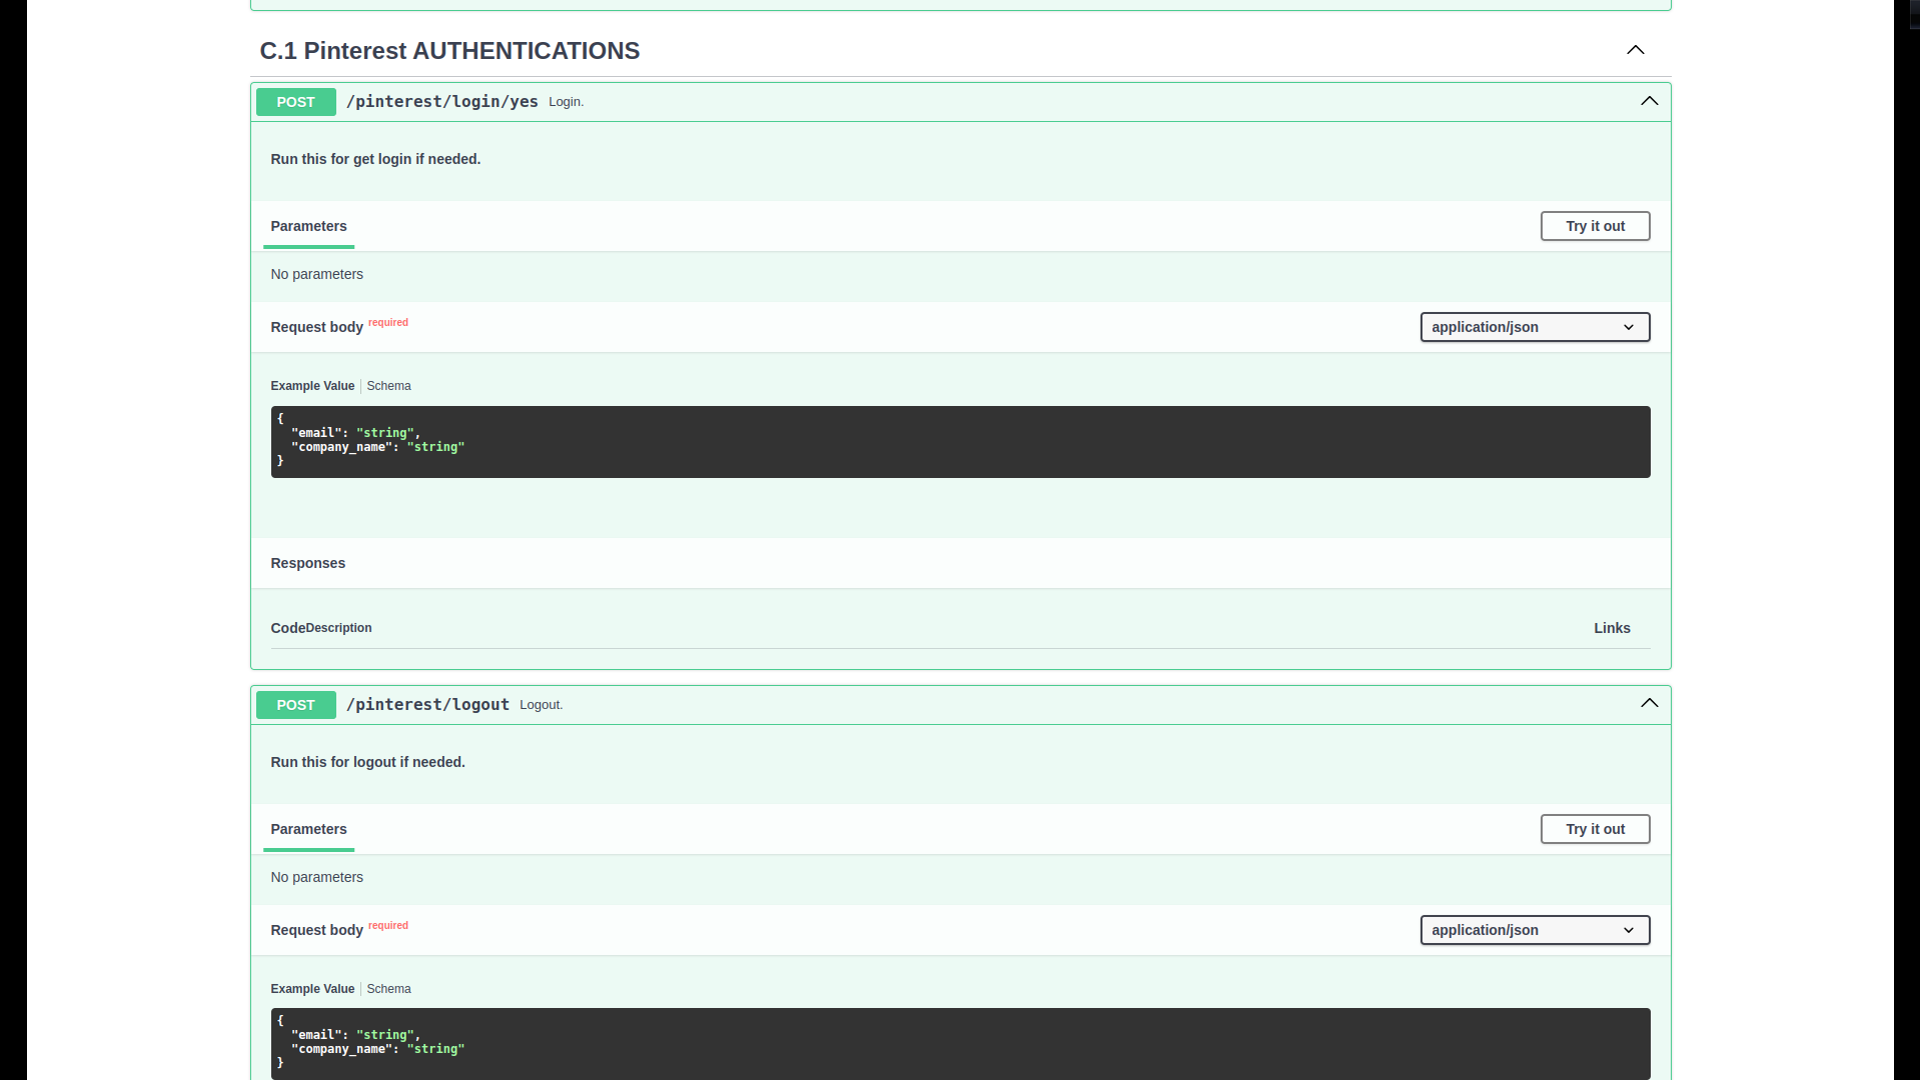 C.1 Pinterest AUTHENTICATIONS
POST /pinterest/login/yes Login.
Run this for get login if needed.
Parameters Try it out
No parameters
Request body required application/json
Example Value Schema
{
"email": "string",
"company_name": "string"
}
Responses
Code Description Links
POST /pinterest/logout Logout.
Run this for logout if needed.
Parameters Try it out
No parameters
Request body required application/json
Example Value Schema
{
"email": "string",
"company_name": "string"
}